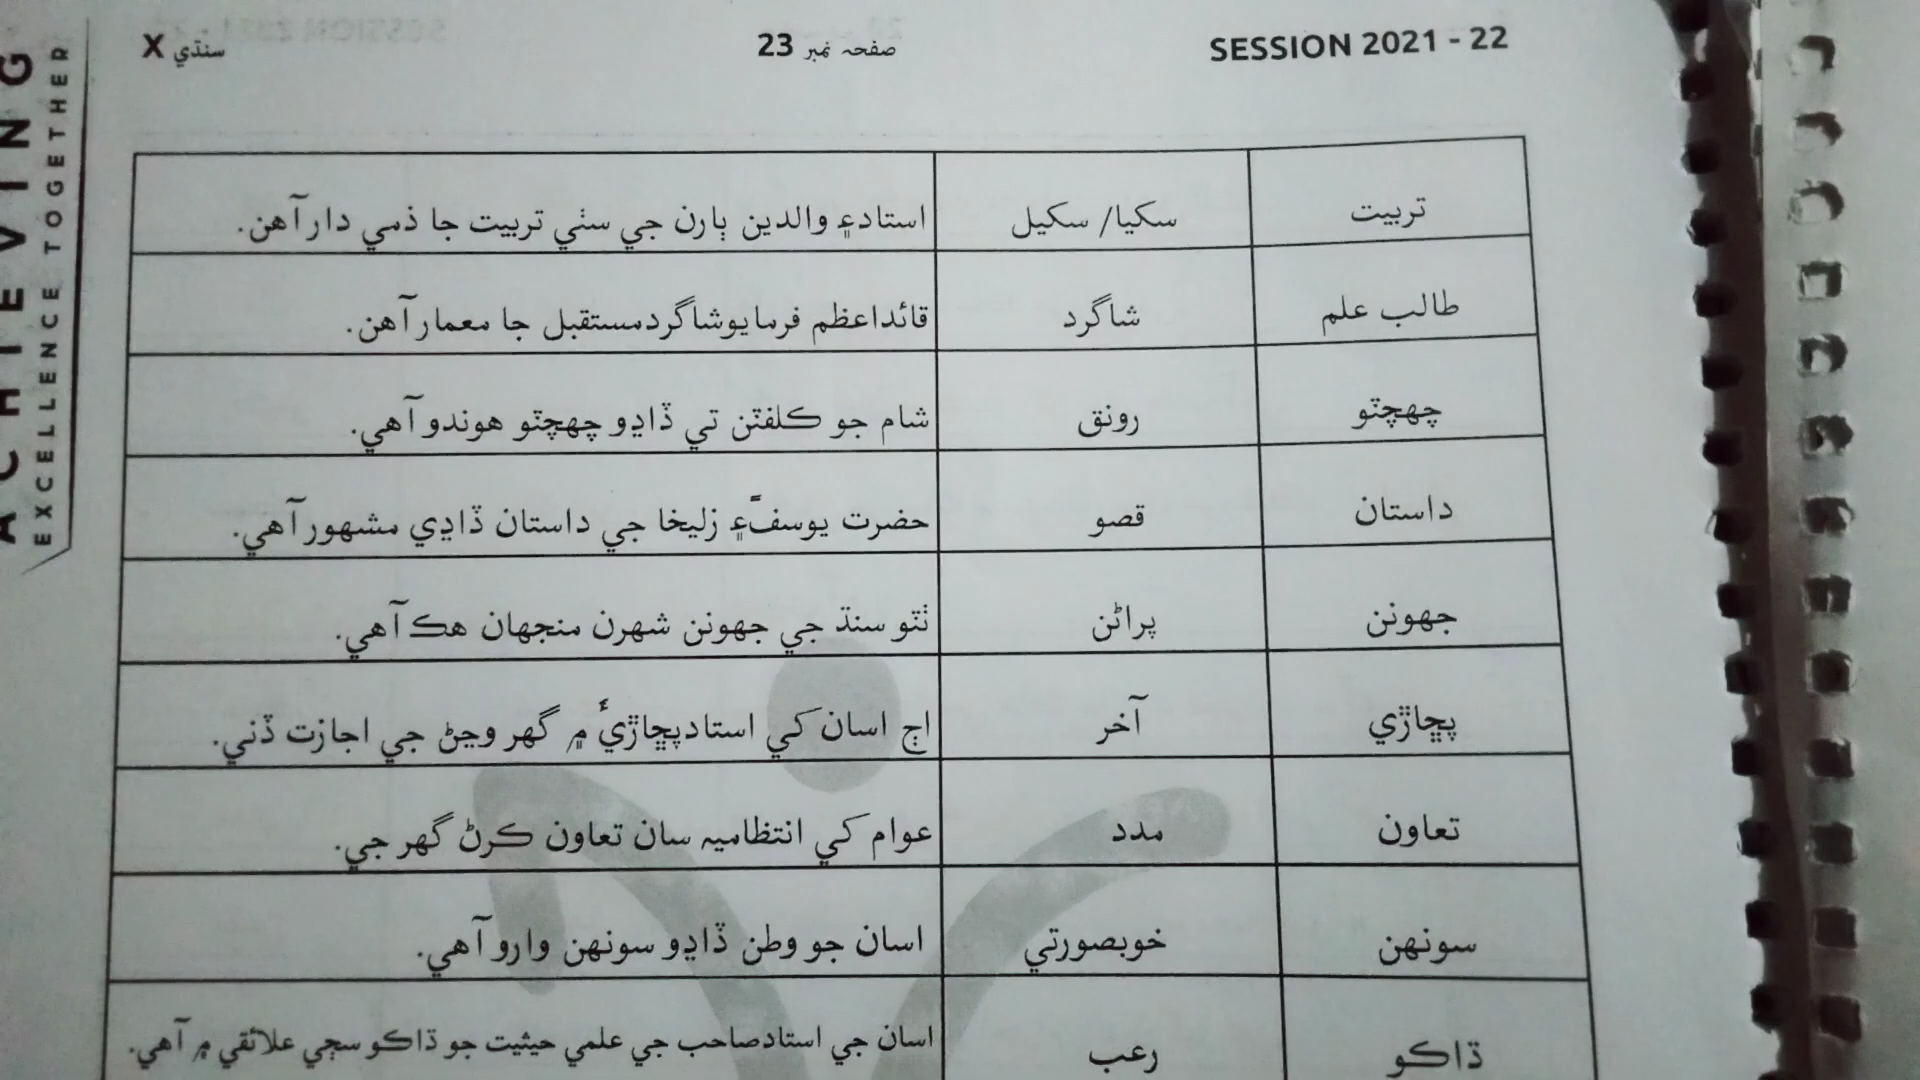 SESSION 2021 - 22
صفحہ نمبر 23
سنڌي X
ACHIEVING
EXCELLENCE TOGETHER
تربيت سکيا/ سکيل استاد۽ والدين ٻارن جي سٺي تربيت جا ذمي دار آهن.
طالب علم شاگرد قائداعظم فرمايو شاگرد مستقبل جا معمار آهن.
چهچٽو رونق شام جو ڪلفٽن تي ڏاڍو چهچٽو هوندو آهي.
داستان قصو حضرت يوسفؑ ۽ زليخا جي داستان ڏاڍي مشهور آهي.
جهونن پراڻن ٺٽو سنڌ جي جهونن شهرن منجهان هڪ آهي.
پڇاڙي آخر اڄ اسان کي استاد پڇاڙيءَ ۾ گهر وڃڻ جي اجازت ڏني.
تعاون مدد عوام کي انتظاميہ سان تعاون ڪرڻ گهرجي.
سونهن خوبصورتي اسان جو وطن ڏاڍو سونهن وارو آهي.
ڌاڪو رعب اسان جي استاد صاحب جي علمي حيثيت جو ڌاڪو سڄي علائقي ۾ آهي.